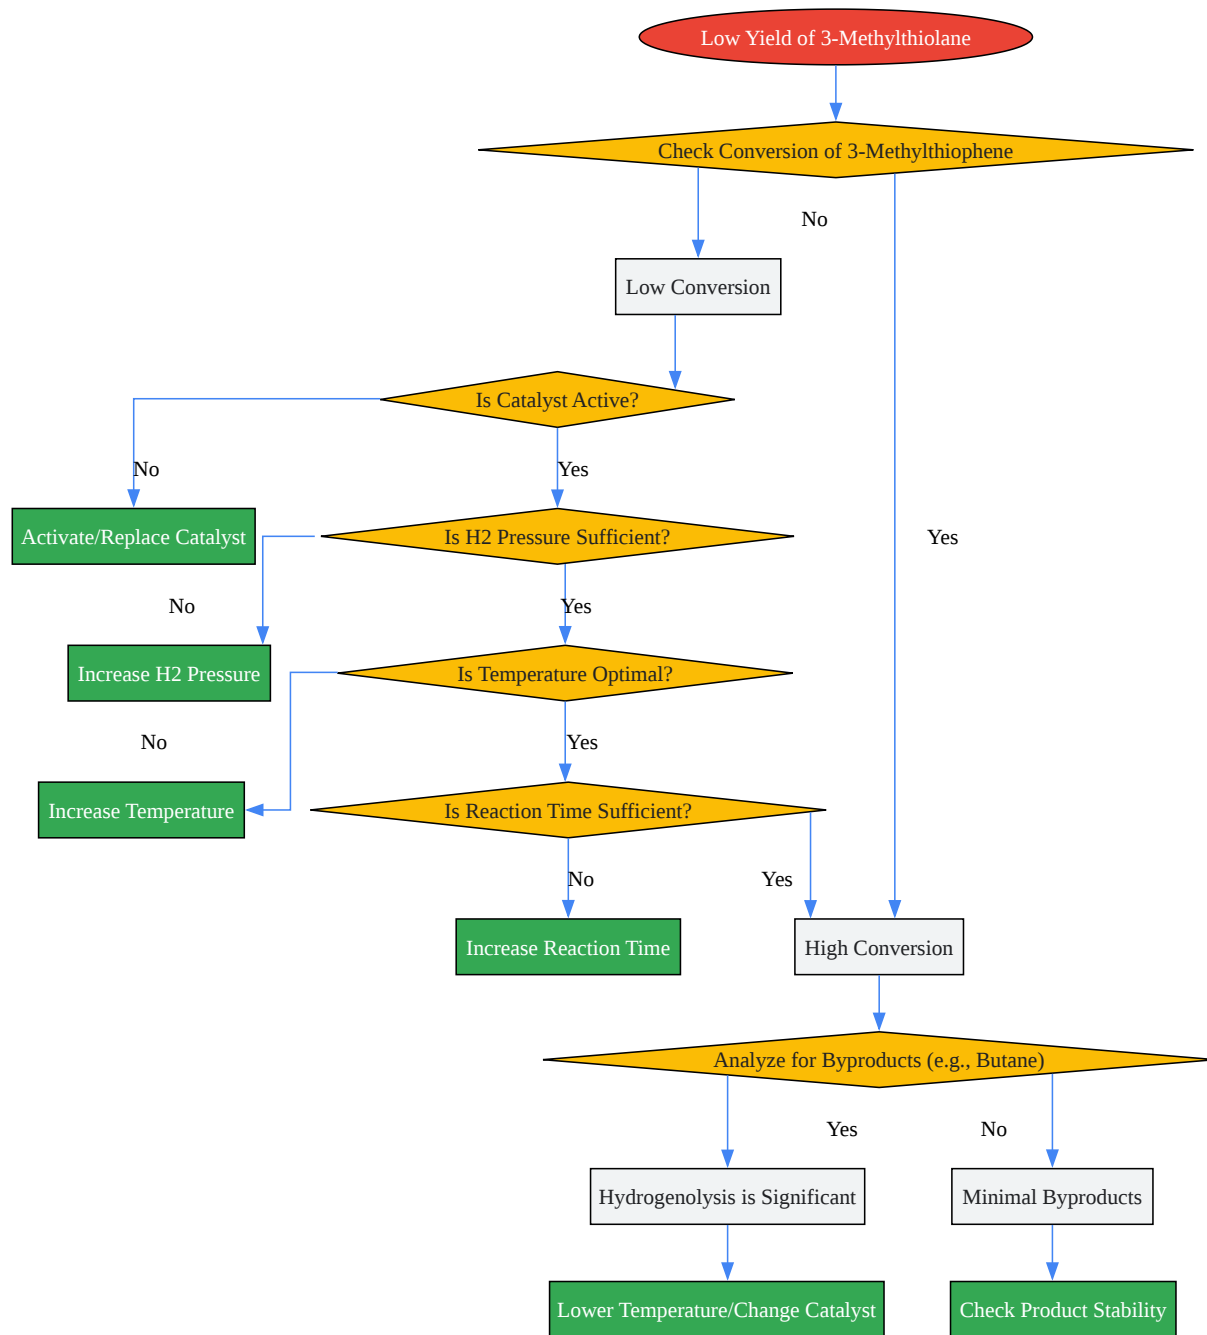 Low Yield of 3-Methylthiolane
Check Conversion of 3-Methylthiophene
No
Low Conversion
Is Catalyst Active?
No
Yes
Activate/Replace Catalyst
Is H2 Pressure Sufficient?
Yes
No
Yes
Increase H2 Pressure
Is Temperature Optimal?
No
Yes
Increase Temperature
Is Reaction Time Sufficient?
No
Yes
Increase Reaction Time
High Conversion
Analyze for Byproducts (e.g., Butane)
Yes
No
Hydrogenolysis is Significant
Minimal Byproducts
Lower Temperature/Change Catalyst
Check Product Stability